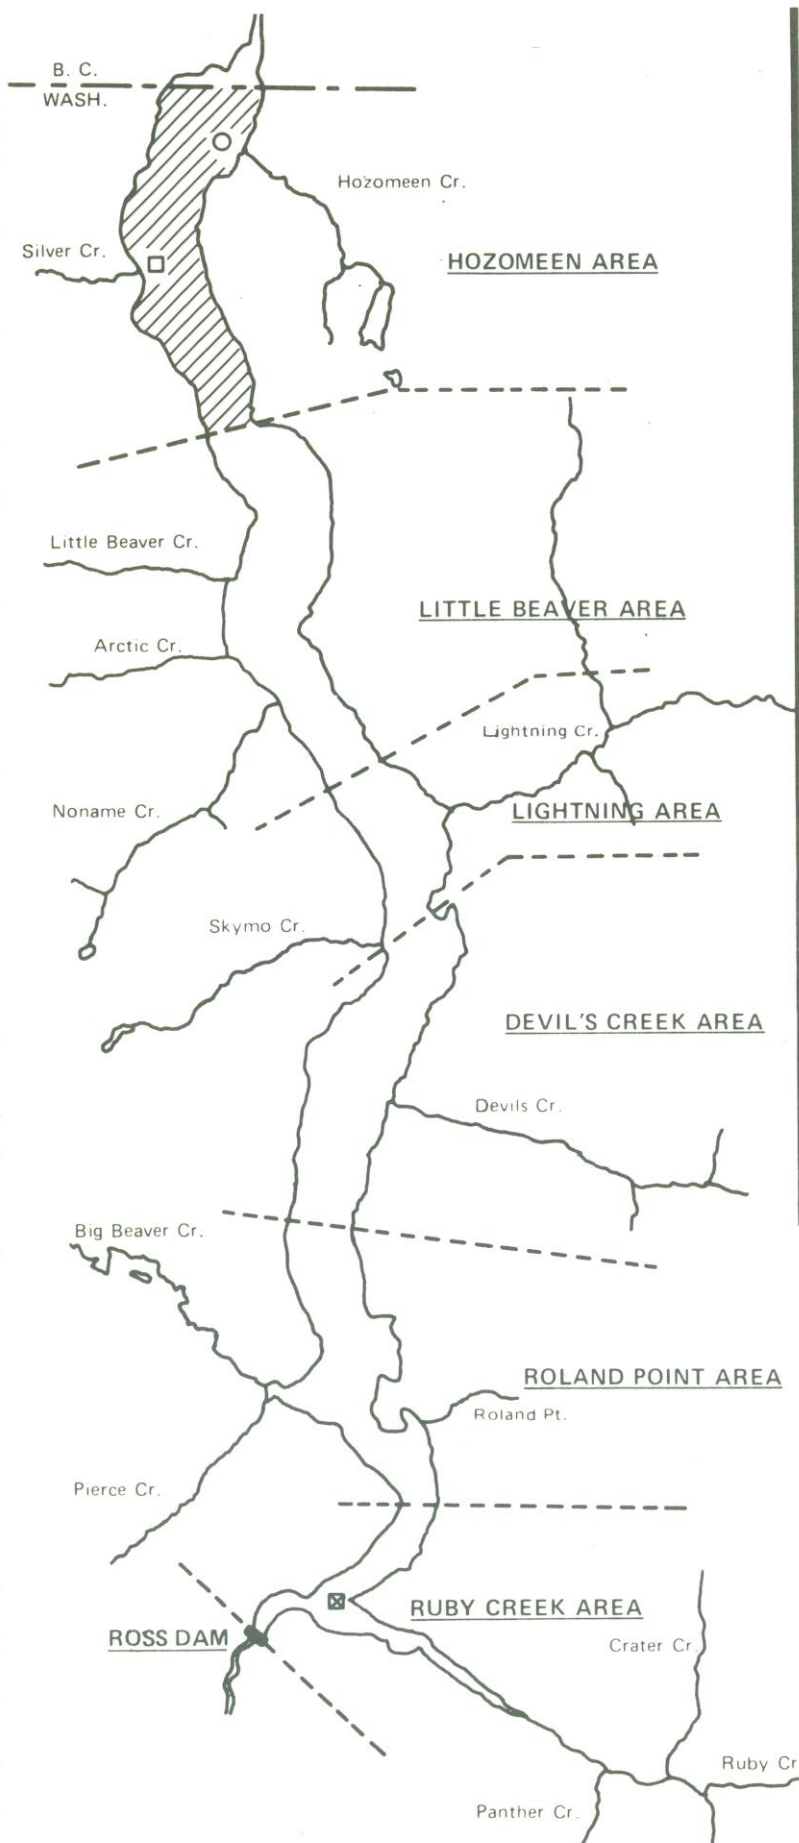 B. C.
WASH.
Hozomeen Cr.
Silver Cr.
HOZOMEEN AREA
Little Beaver Cr.
LITTLE BEAVER AREA
Arctic Cr.
Lightning Cr.
Noname Cr.
LIGHTNING AREA
Skymo Cr.
DEVIL'S CREEK AREA
Devils Cr.
Big Beaver Cr.
ROLAND POINT AREA
Roland Pt.
Pierce Cr.
RUBY CREEK AREA
ROSS DAM
Crater Cr.
Ruby Cr
Panther Cr.